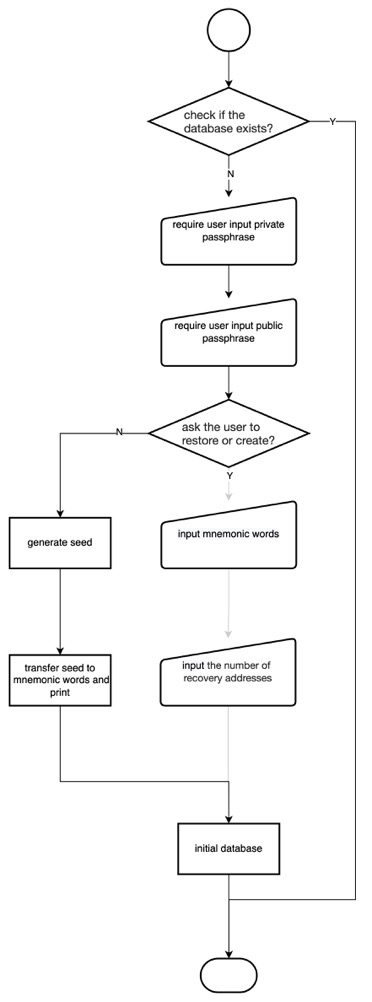 check if the
database exists?
Y
N
require user input private
passphrase
require user input public
passphrase
ask the user to
restore or create?
N
Y
input mnemonic words
generate seed
input the number of
recovery addresses
transfer seed to
mnemonic words and
print
initial database